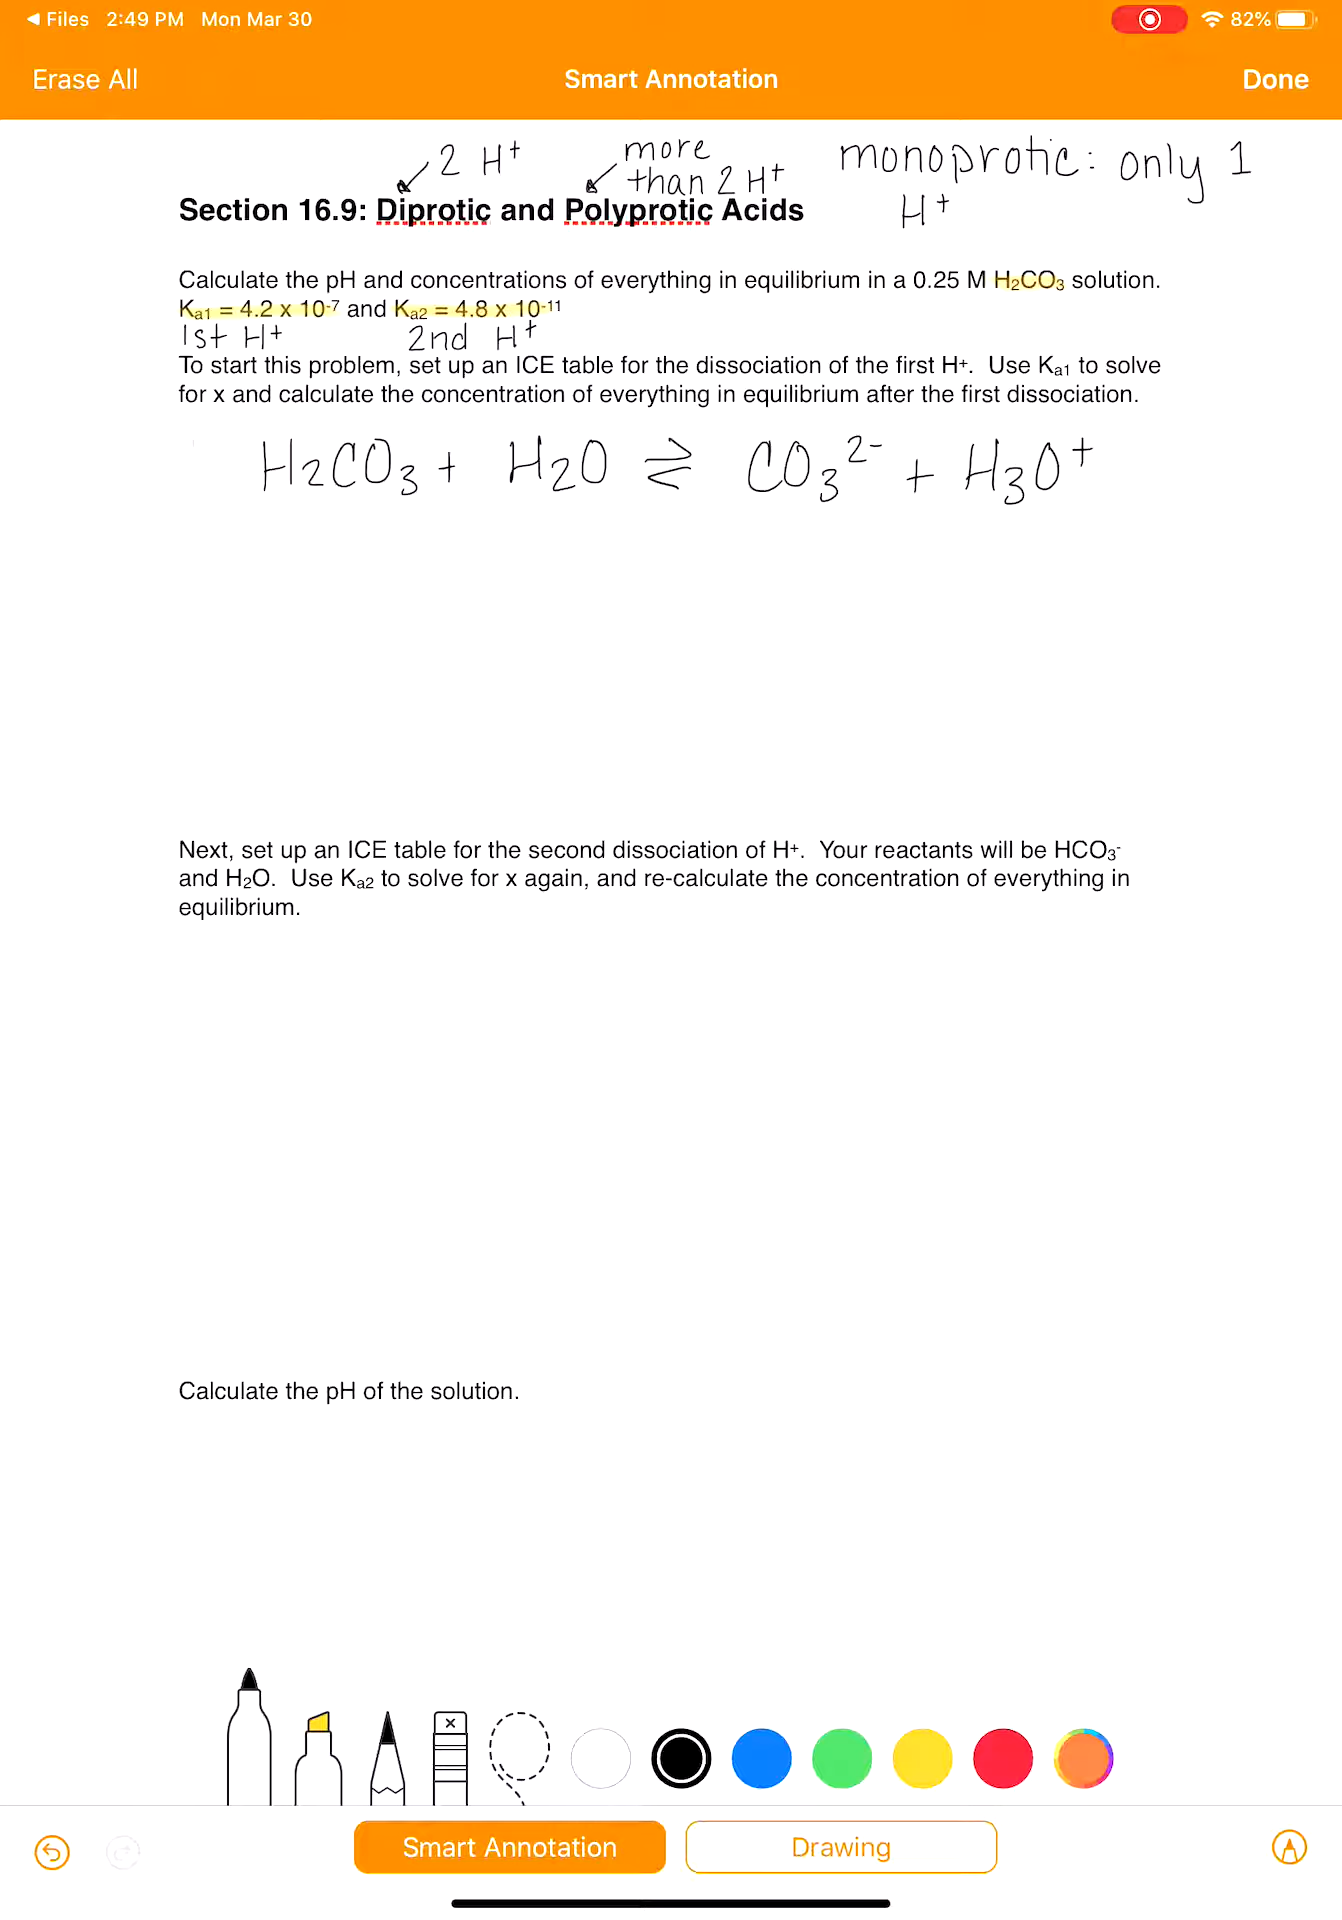 Files 2:49 PM Mon Mar 30 82%
Erase All Smart Annotation Done
2 H⁺ more monoprotic: only 1
than 2 H⁺ H⁺
Section 16.9: Diprotic and Polyprotic Acids
Calculate the pH and concentrations of everything in equilibrium in a 0.25 M H₂CO₃ solution.
Kₐ₁ = 4.2 x 10⁻⁷ and Kₐ₂ = 4.8 x 10⁻¹¹
1st H⁺ 2nd H⁺
To start this problem, set up an ICE table for the dissociation of the first H⁺. Use Kₐ₁ to solve
for x and calculate the concentration of everything in equilibrium after the first dissociation.
H₂CO₃ + H₂O ⇌ CO₃²⁻ + H₃O⁺
Next, set up an ICE table for the second dissociation of H⁺. Your reactants will be HCO₃⁻
and H₂O. Use Kₐ₂ to solve for x again, and re-calculate the concentration of everything in
equilibrium.
Calculate the pH of the solution.
Smart Annotation Drawing